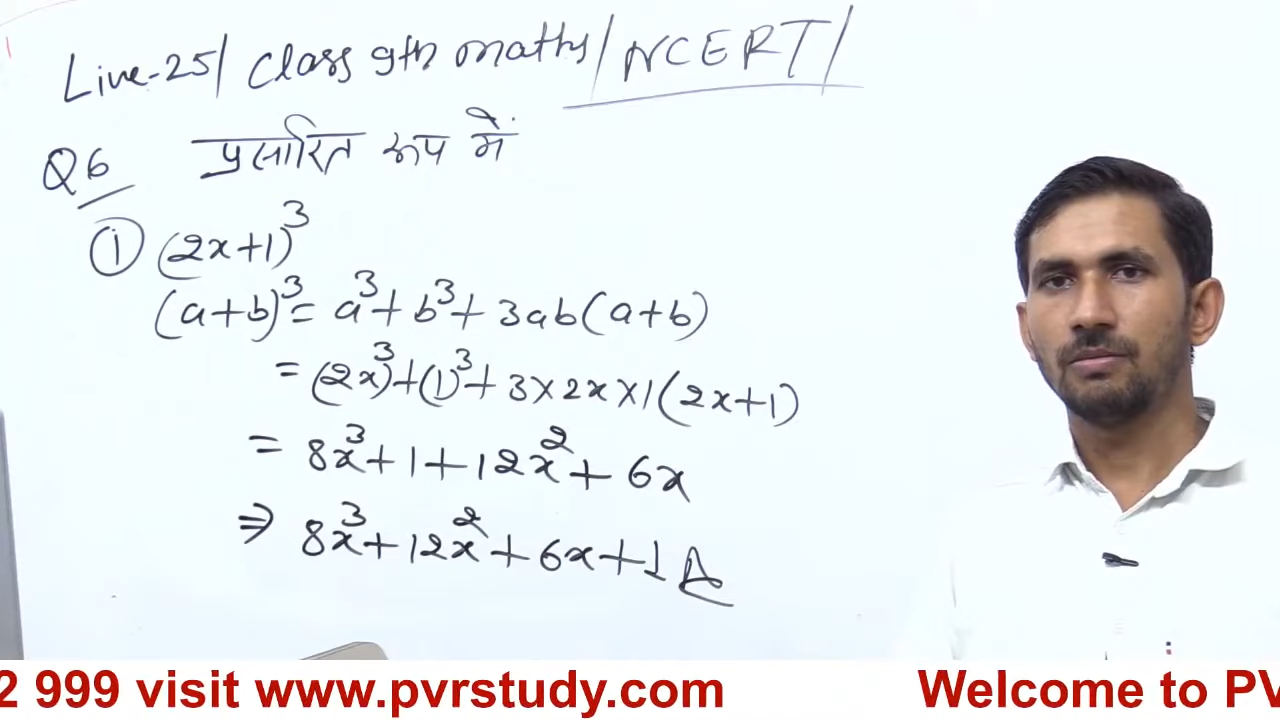 Live-25/ Class 9th maths/NCERT/
Q6 प्रसारित रूप में
① (2x+1)³
(a+b)³ = a³+b³+3ab(a+b)
= (2x)³+(1)³+3×2x×1(2x+1)
= 8x³+1+12x²+6x
⇒ 8x³+12x²+6x+1 A
2 999 visit www.pvrstudy.com Welcome to PV